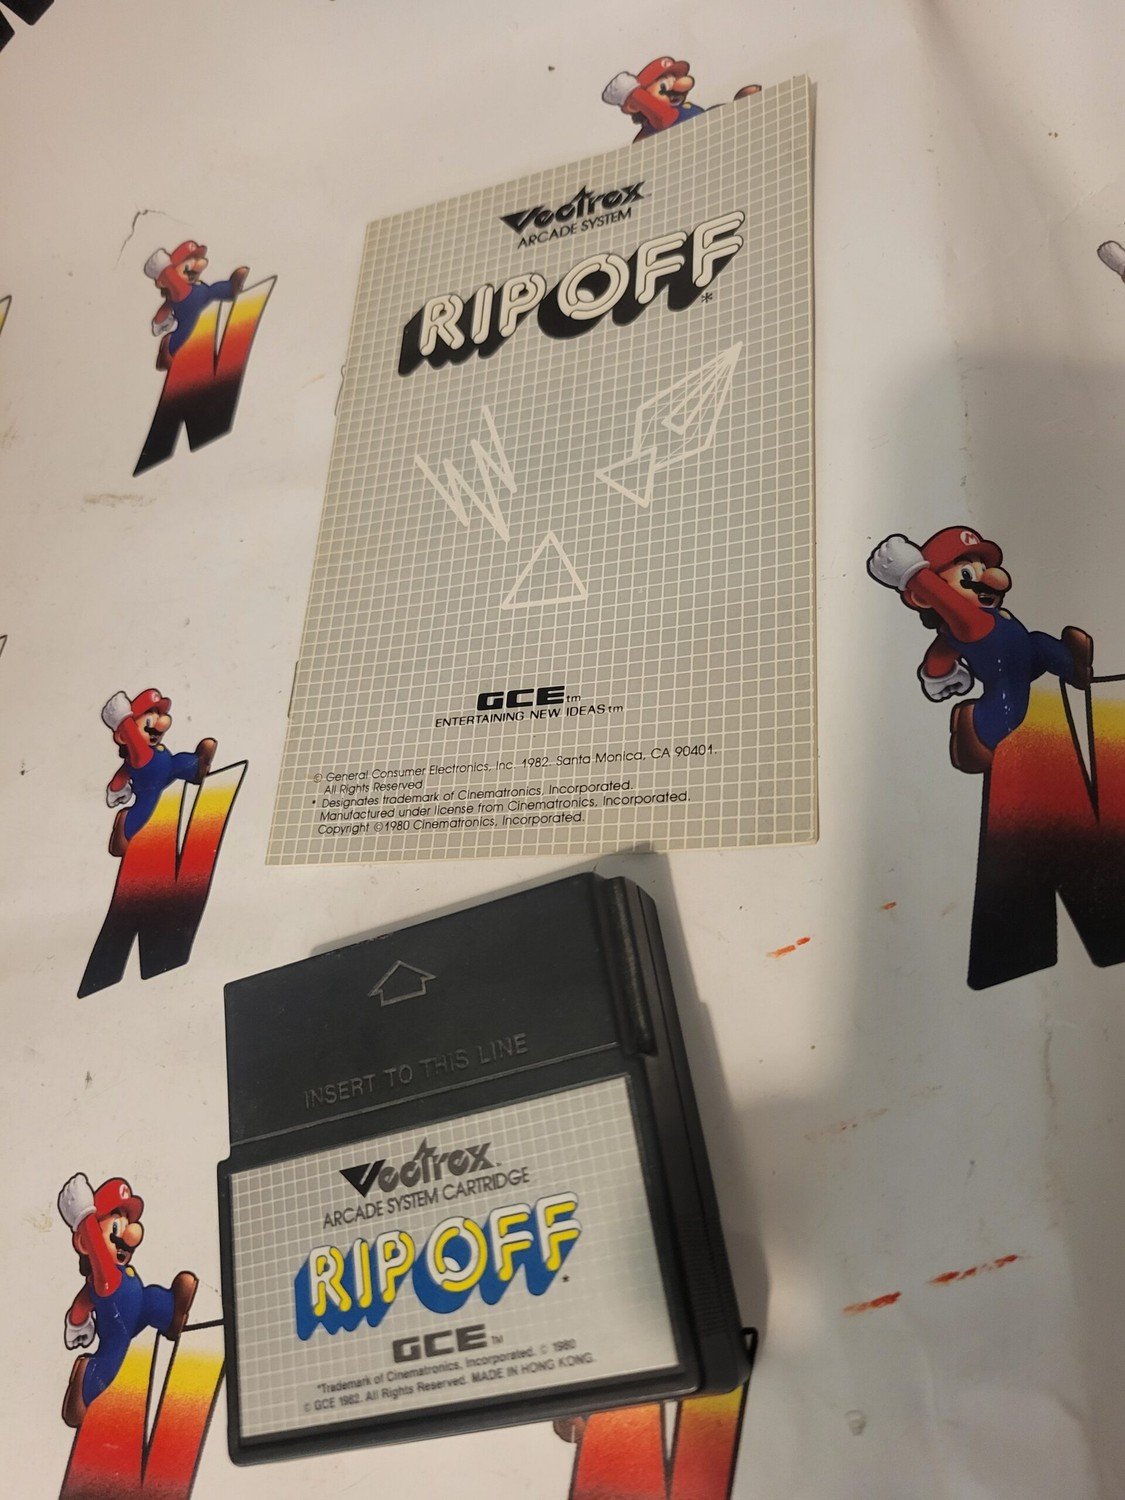 Vectrex
ARCADE SYSTEM
RIPOFF*
GCE tm
ENTERTAINING NEW IDEAS tm
© General Consumer Electronics, Inc. 1982. Santa Monica, CA 90401.
All Rights Reserved
* Designates trademark of Cinematronics, Incorporated.
Manufactured under license from Cinematronics, Incorporated.
Copyright ©1980 Cinematronics, Incorporated.
INSERT TO THIS LINE
Vectrex
ARCADE SYSTEM CARTRIDGE
RIPOFF*
GCE TM
*Trademark of Cinematronics, Incorporated. © 1980
© GCE 1982. All Rights Reserved. MADE IN HONG KONG.
N
N
N
N
N
M
M
M
M
M